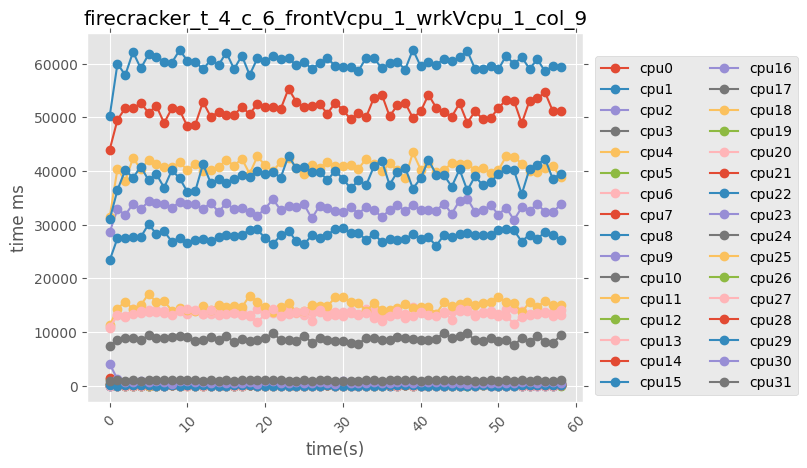 firecracker_t_4_c_6_frontVcpu_1_wrkVcpu_1_col_9
time ms
60000
50000
40000
30000
20000
10000
0
0
10
20
30
40
50
60
time(s)
cpu0
cpu1
cpu2
cpu3
cpu4
cpu5
cpu6
cpu7
cpu8
cpu9
cpu10
cpu11
cpu12
cpu13
cpu14
cpu15
cpu16
cpu17
cpu18
cpu19
cpu20
cpu21
cpu22
cpu23
cpu24
cpu25
cpu26
cpu27
cpu28
cpu29
cpu30
cpu31